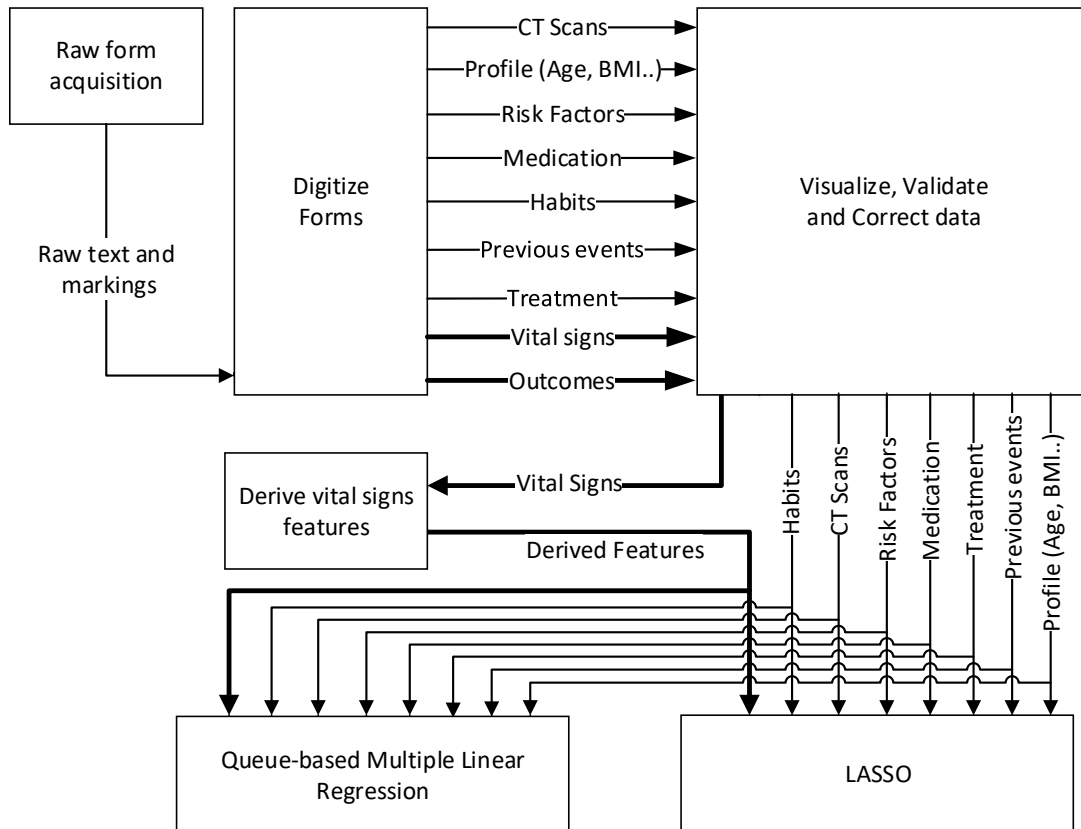 Raw form
acquisition
Raw text and
markings
Digitize
Forms
CT Scans
Profile (Age, BMI..)
Risk Factors
Medication
Habits
Previous events
Treatment
Vital signs
Outcomes
Visualize, Validate
and Correct data
Vital Signs
Derive vital signs
features
Derived Features
Habits
CT Scans
Risk Factors
Medication
Treatment
Previous events
Profile (Age, BMI..)
Queue-based Multiple Linear
Regression
LASSO